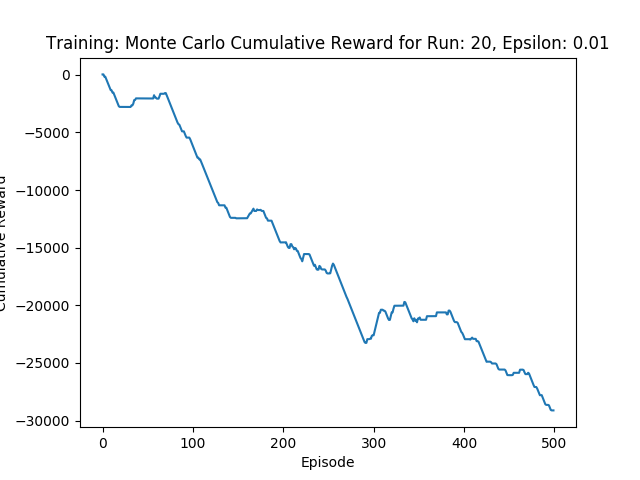 Training: Monte Carlo Cumulative Reward for Run: 20, Epsilon: 0.01
0
−5000
−10000
−15000
−20000
−25000
−30000
Cumulative Reward
0 100 200 300 400 500
Episode